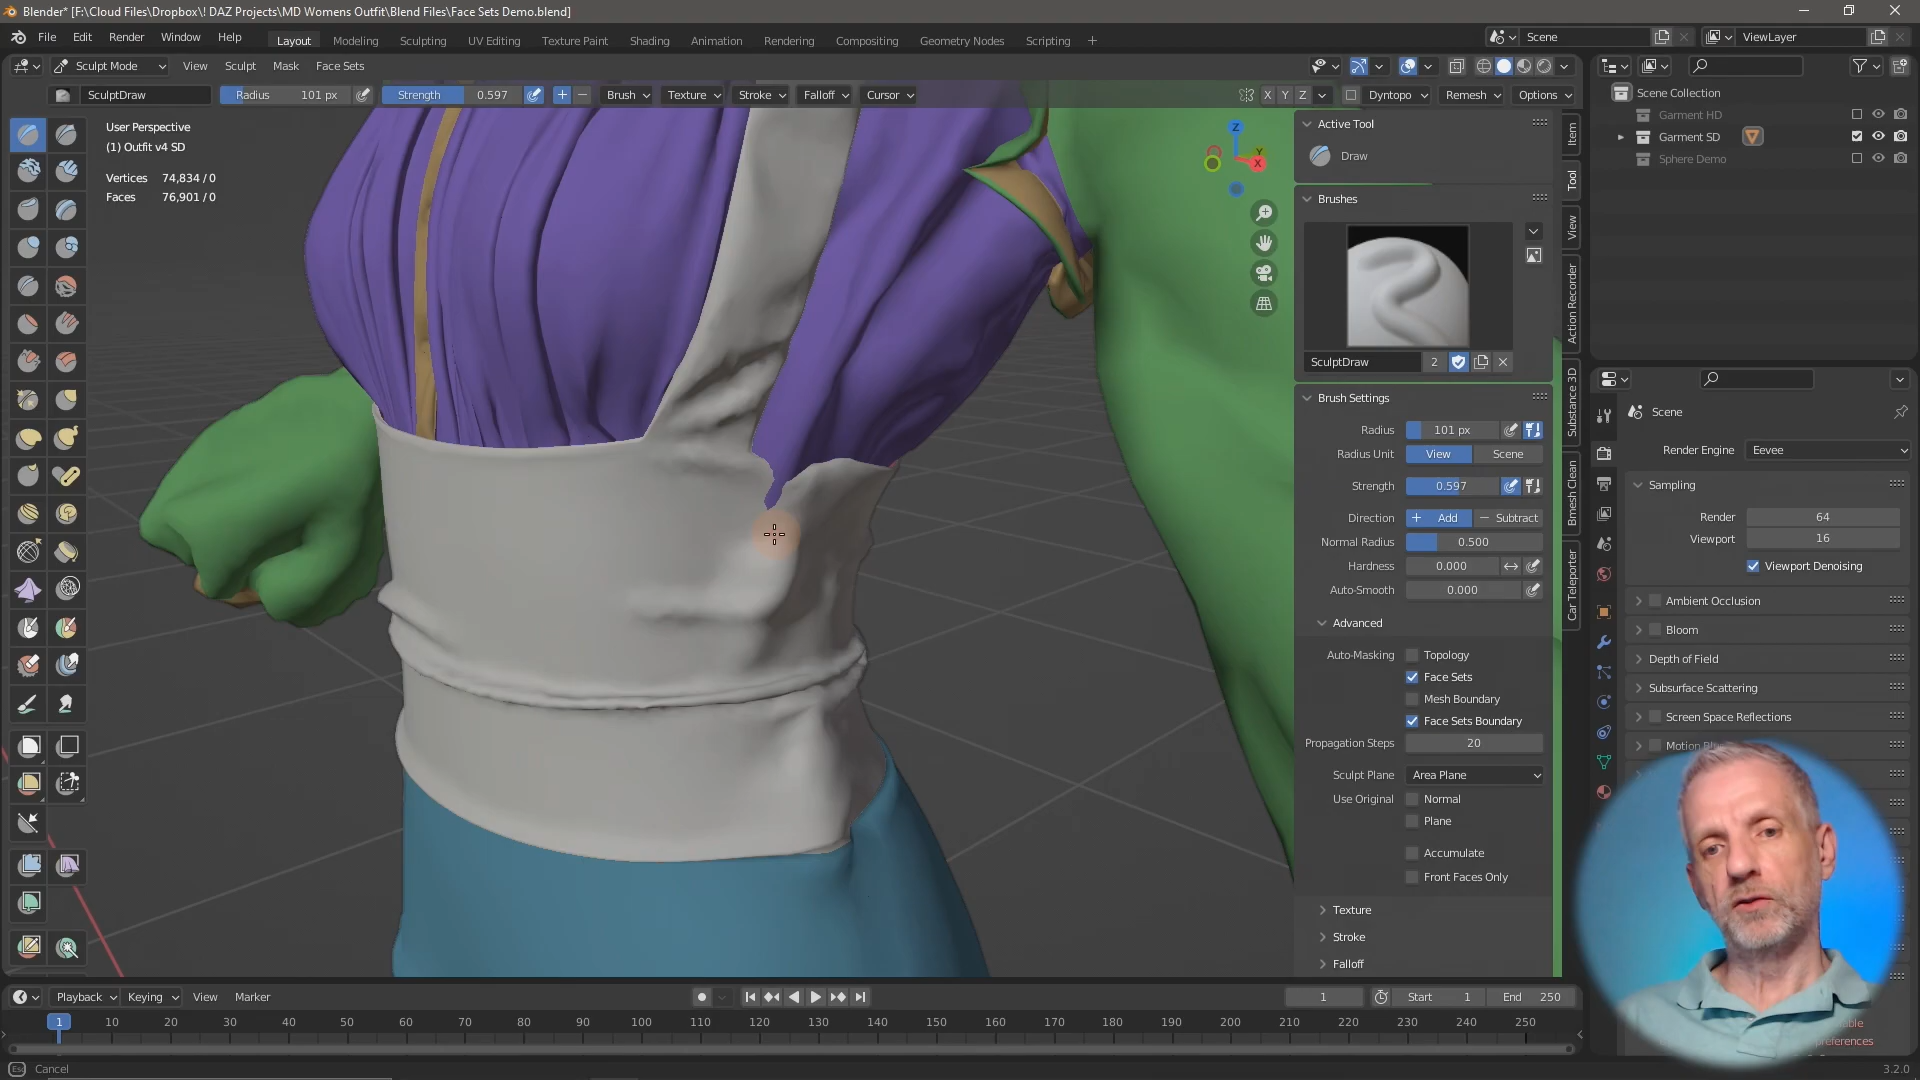 Blender* [F:\Cloud Files\Dropbox\! DAZ Projects\MD Womens Outfit\Blend Files\Face Sets Demo.blend]
File Edit Render Window Help Layout Modeling Sculpting UV Editing Texture Paint Shading Animation Rendering Compositing Geometry Nodes Scripting + Scene ViewLayer
Sculpt Mode View Sculpt Mask Face Sets
SculptDraw Radius 101 px Strength 0.597 Brush Texture Stroke Falloff Cursor X Y Z Dyntopo Remesh Options
User Perspective
(1) Outfit v4 SD
Vertices 74,834 / 0
Faces 76,901 / 0
Z
Y
X
Active Tool
Draw
Brushes
SculptDraw 2
Brush Settings
Radius 101 px
Radius Unit View Scene
Strength 0.597
Direction + Add − Subtract
Normal Radius 0.500
Hardness 0.000
Auto-Smooth 0.000
Advanced
Auto-Masking Topology
Face Sets
Mesh Boundary
Face Sets Boundary
Propagation Steps 20
Sculpt Plane Area Plane
Use Original Normal
Plane
Accumulate
Front Faces Only
Texture
Stroke
Falloff
Item
Tool
View
Action Recorder
Substance 3D
Bmesh Clean
Car Teleporter
Scene Collection
Garment HD
Garment SD
Sphere Demo
Scene
Render Engine Eevee
Sampling
Render 64
Viewport 16
Viewport Denoising
Ambient Occlusion
Bloom
Depth of Field
Subsurface Scattering
Screen Space Reflections
preferences
Playback Keying View Marker 1 Start 1 End 250
1 10 20 30 40 50 60 70 80 90 100 110 120 130 140 150 160 170 180 190 200 210 220 230 240 250
Esc Cancel 3.2.0